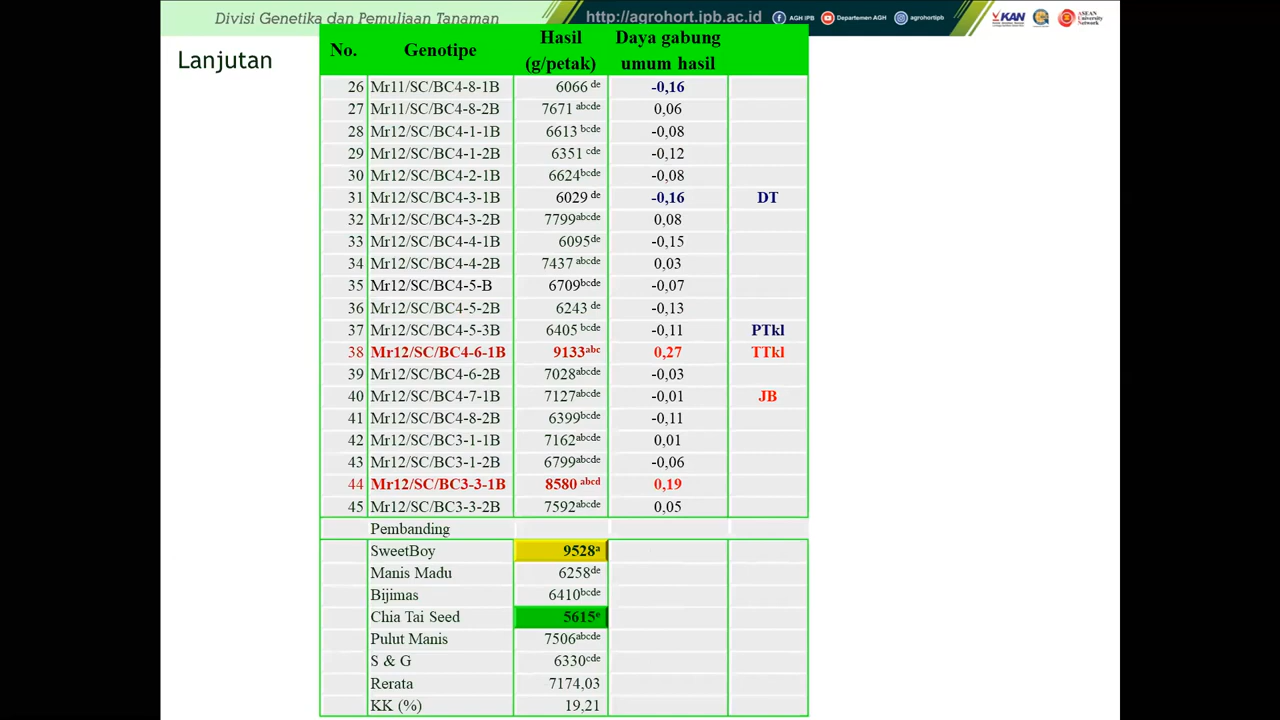 Divisi Genetika dan Pemuliaan Tanaman http://agrohort.ipb.ac.id AGH IPB Departemen AGH agrohortipb KAN ASEAN University Network
Lanjutan
No. Genotipe Hasil (g/petak) Daya gabung umum hasil
26 Mr11/SC/BC4-8-1B 6066 de -0,16
27 Mr11/SC/BC4-8-2B 7671 abcde 0,06
28 Mr12/SC/BC4-1-1B 6613 bcde -0,08
29 Mr12/SC/BC4-1-2B 6351 cde -0,12
30 Mr12/SC/BC4-2-1B 6624bcde -0,08
31 Mr12/SC/BC4-3-1B 6029 de -0,16 DT
32 Mr12/SC/BC4-3-2B 7799abcde 0,08
33 Mr12/SC/BC4-4-1B 6095de -0,15
34 Mr12/SC/BC4-4-2B 7437 abcde 0,03
35 Mr12/SC/BC4-5-B 6709bcde -0,07
36 Mr12/SC/BC4-5-2B 6243 de -0,13
37 Mr12/SC/BC4-5-3B 6405 bcde -0,11 PTkl
38 Mr12/SC/BC4-6-1B 9133abc 0,27 TTkl
39 Mr12/SC/BC4-6-2B 7028abcde -0,03
40 Mr12/SC/BC4-7-1B 7127abcde -0,01 JB
41 Mr12/SC/BC4-8-2B 6399bcde -0,11
42 Mr12/SC/BC3-1-1B 7162abcde 0,01
43 Mr12/SC/BC3-1-2B 6799abcde -0,06
44 Mr12/SC/BC3-3-1B 8580 abcd 0,19
45 Mr12/SC/BC3-3-2B 7592abcde 0,05
Pembanding
SweetBoy 9528a
Manis Madu 6258de
Bijimas 6410bcde
Chia Tai Seed 5615e
Pulut Manis 7506abcde
S & G 6330cde
Rerata 7174,03
KK (%) 19,21